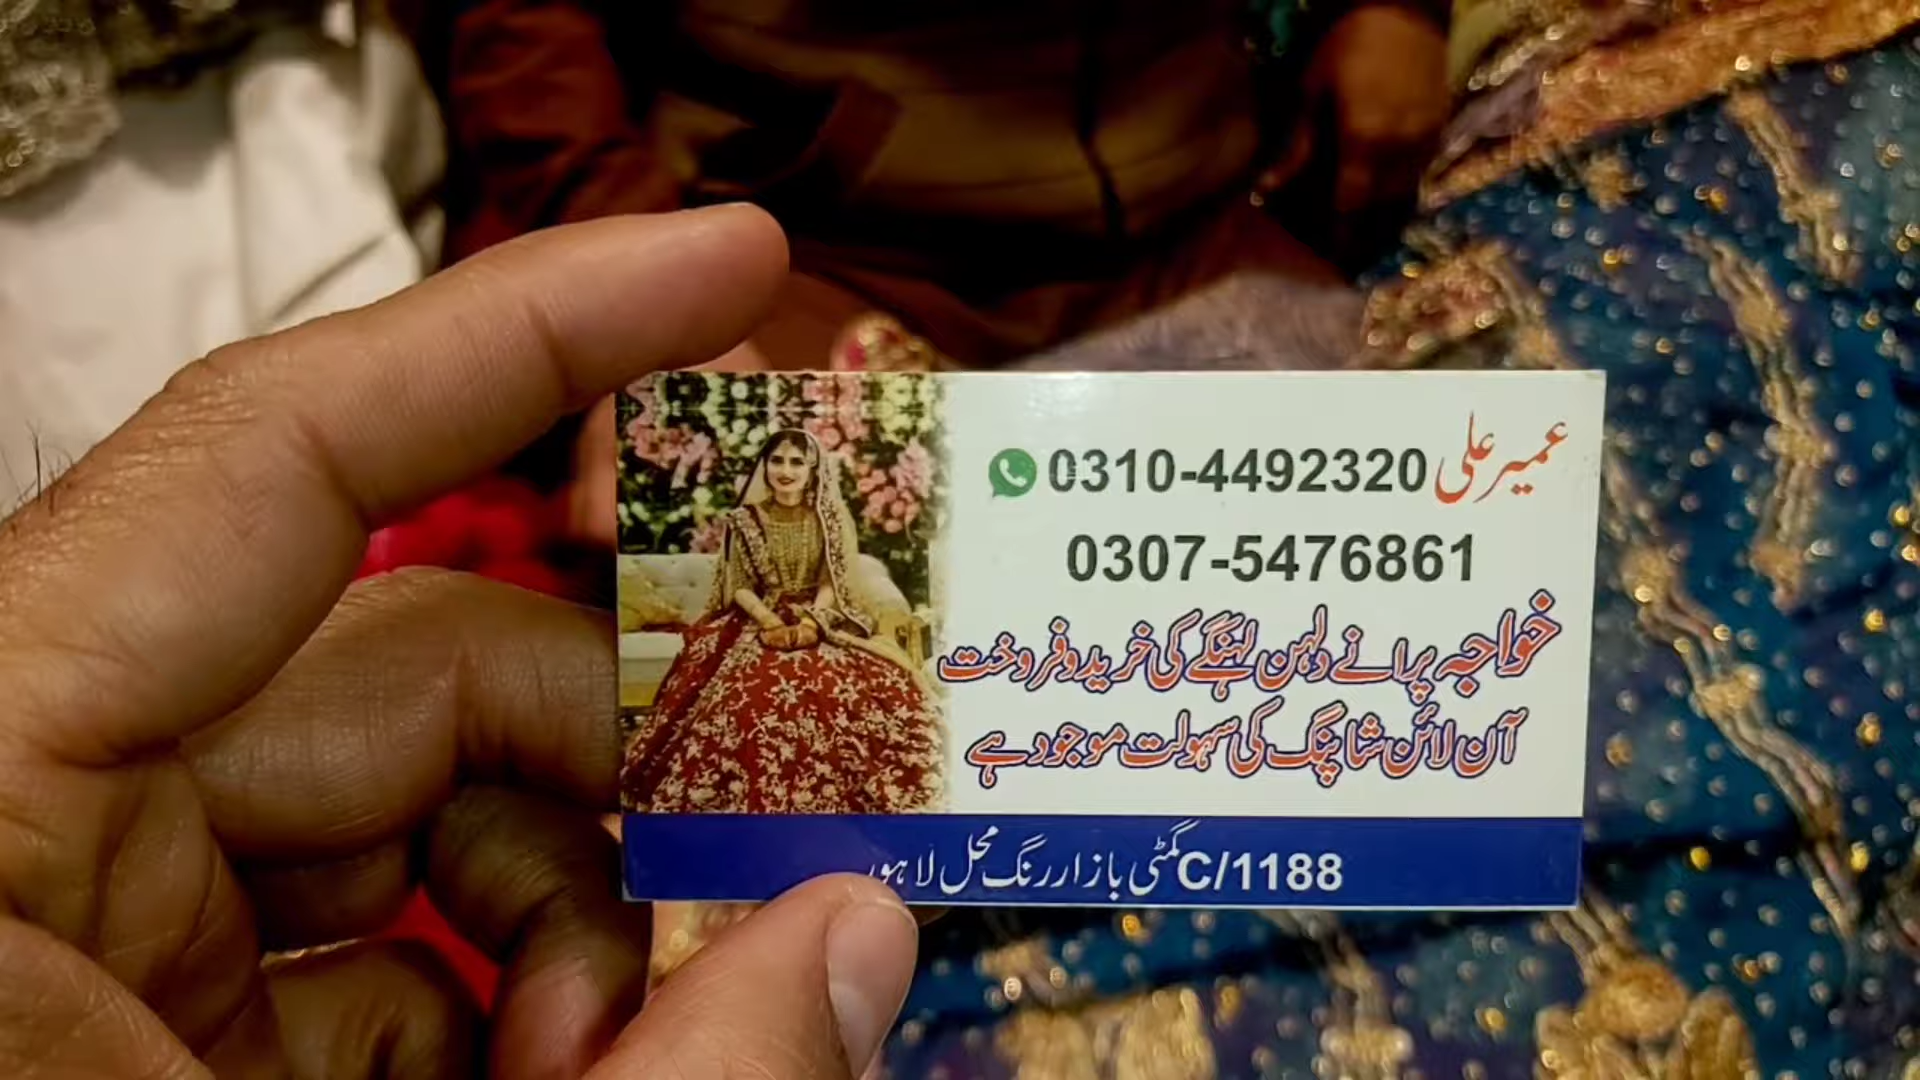 عمیر علی 0310-4492320
0307-5476861
خواجہ پرانے دلہن لہنگے کی خرید و فروخت
آن لائن شاپنگ کی سہولت موجود ہے
C/1188 گمٹی بازار رنگ محل لاہور